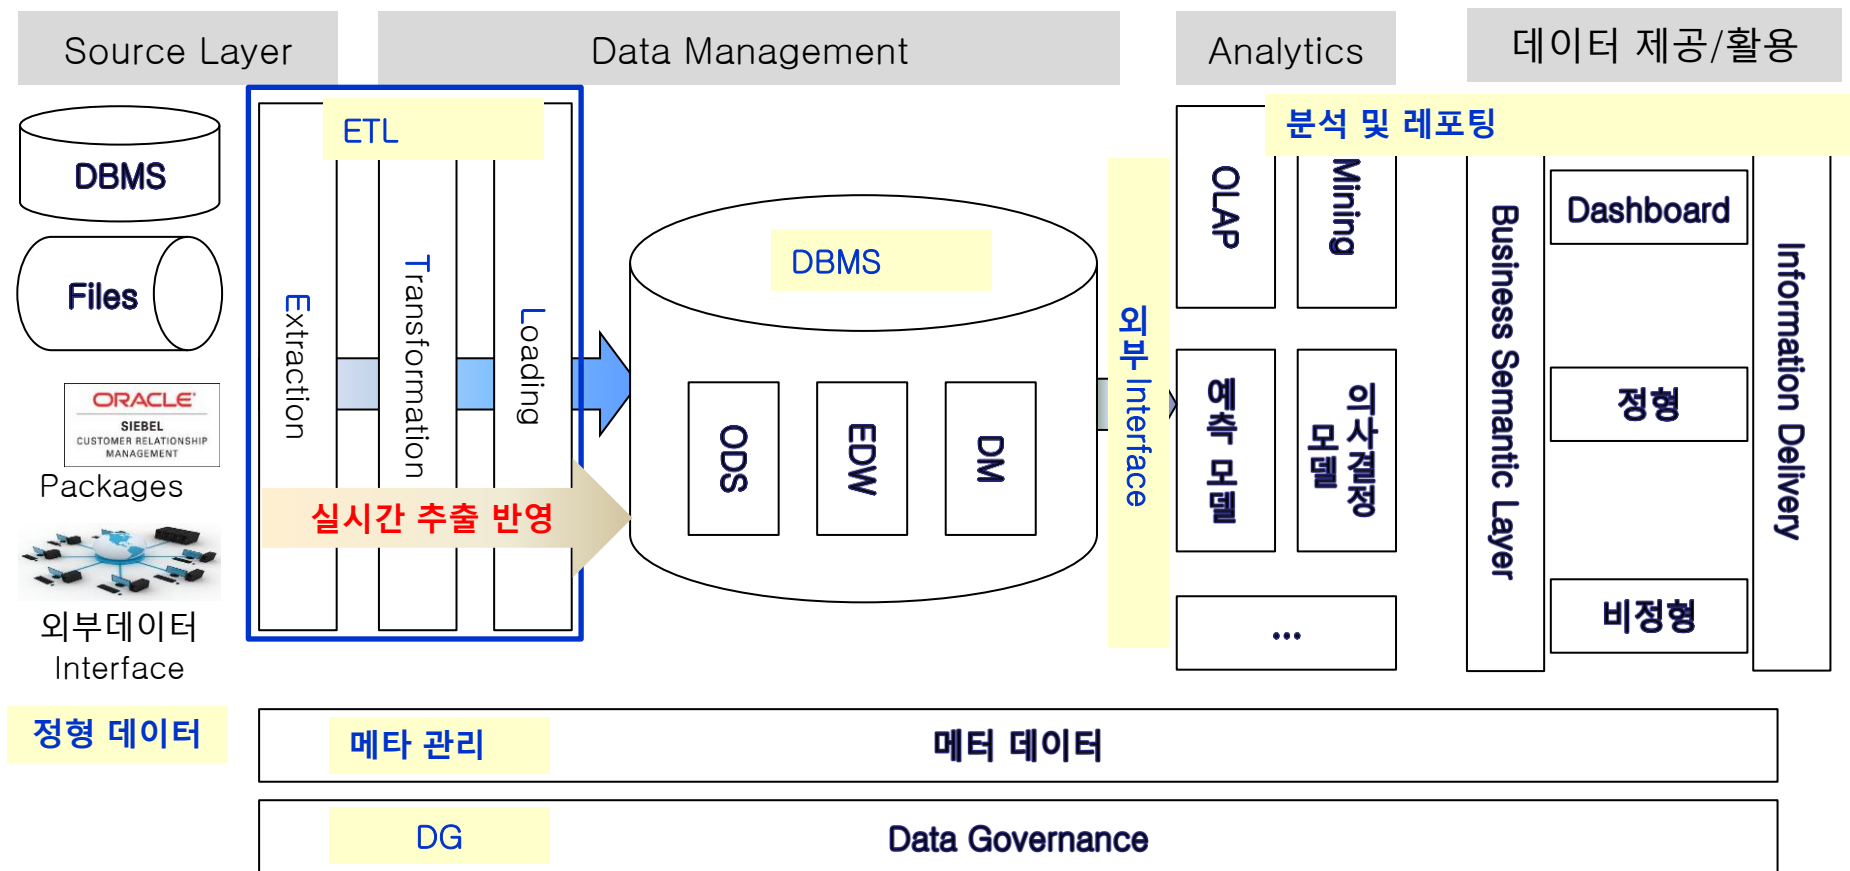 Source Layer
Data Management
Analytics
데이터 제공/활용
DBMS
Files
ORACLE
SIEBEL
CUSTOMER RELATIONSHIP
MANAGEMENT
Packages
외부데이터
Interface
정형 데이터
ETL
Extraction
Transformation
Loading
실시간 추출 반영
DBMS
ODS
EDW
DM
외부 Interface
분석 및 레포팅
OLAP
Mining
예측 모델
의사결정
모델
...
Business Semantic Layer
Dashboard
정형
비정형
Information Delivery
메타 관리
메터 데이터
DG
Data Governance